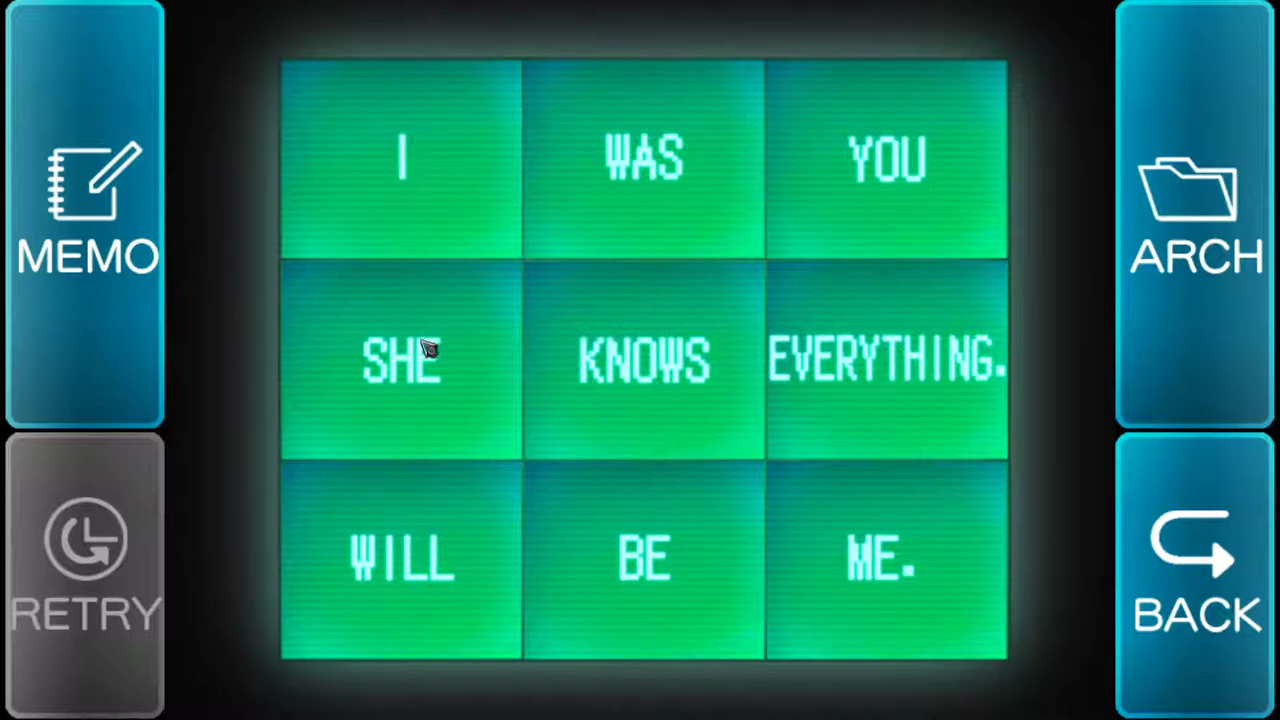 MEMO
RETRY
I WAS YOU
SHE KNOWS EVERYTHING.
WILL BE ME.
ARCH
BACK